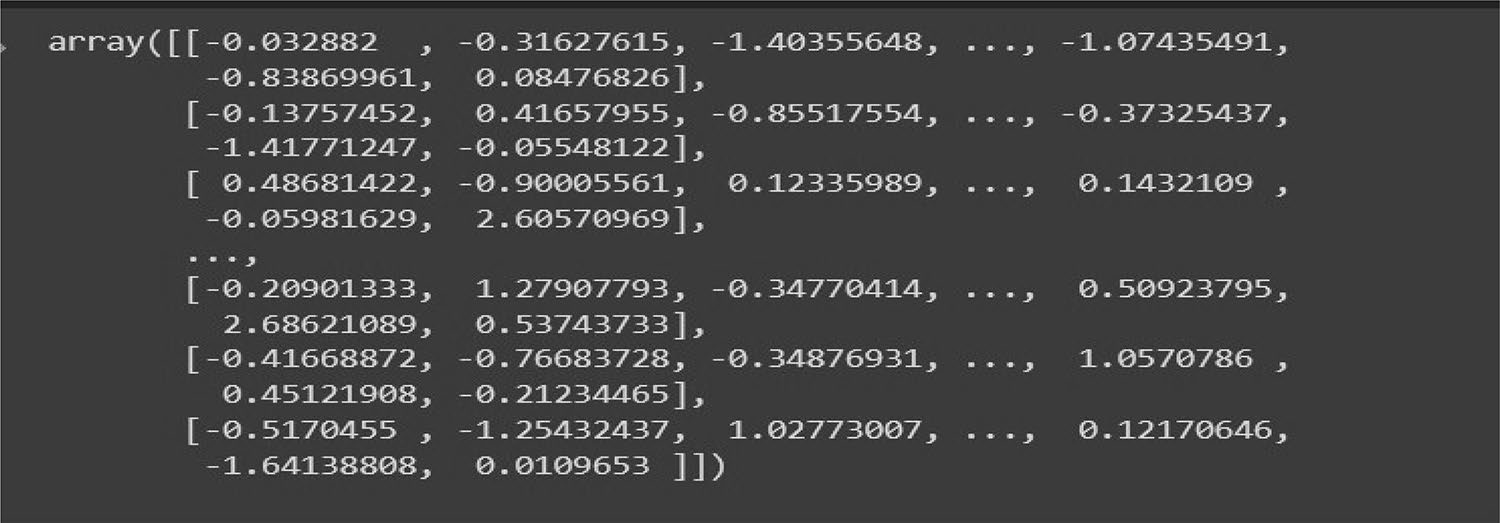 array([[-0.032882  , -0.31627615, -1.40355648, ..., -1.07435491,
        -0.83869961,  0.08476826],
       [-0.13757452,  0.41657955, -0.85517554, ..., -0.37325437,
        -1.41771247, -0.05548122],
       [ 0.48681422, -0.90005561,  0.12335989, ...,  0.1432109 ,
        -0.05981629,  2.60570969],
       ...,
       [-0.20901333,  1.27907793, -0.34770414, ...,  0.50923795,
         2.68621089,  0.53743733],
       [-0.41668872, -0.76683728, -0.34876931, ...,  1.0570786 ,
         0.45121908, -0.21234465],
       [-0.5170455 , -1.25432437,  1.02773007, ...,  0.12170646,
        -1.64138808,  0.0109653 ]])